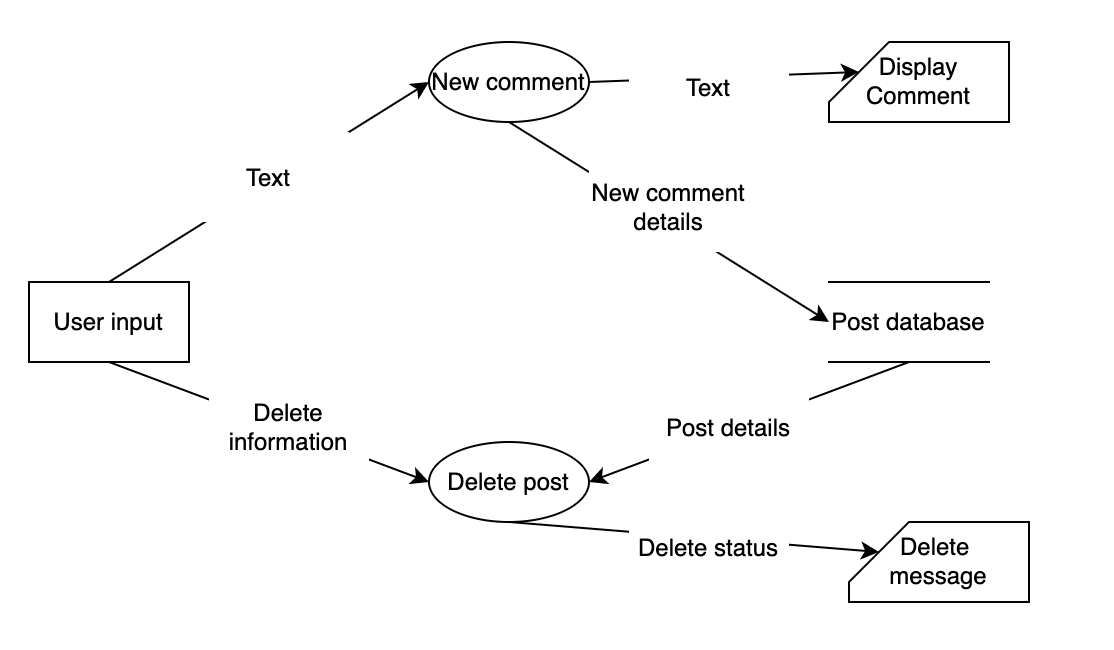 New comment
Text
Display
Comment
Text
New comment
details
User input
Post database
Delete
information
Post details
Delete post
Delete status
Delete
message